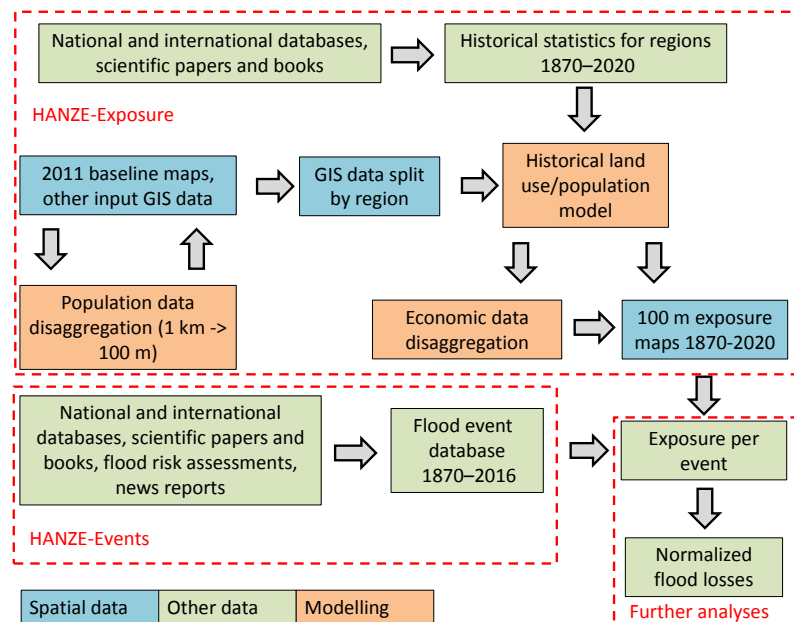 National and international databases,
scientific papers and books
Historical statistics for regions
1870–2020
HANZE-Exposure
2011 baseline maps,
other input GIS data
GIS data split
by region
Historical land
use/population
model
Population data
disaggregation (1 km ->
100 m)
Economic data
disaggregation
100 m exposure
maps 1870-2020
National and international
databases, scientific papers and
books, flood risk assessments,
news reports
Flood event
database
1870–2016
Exposure per
event
HANZE-Events
Normalized
flood losses
Further analyses
Spatial data
Other data
Modelling